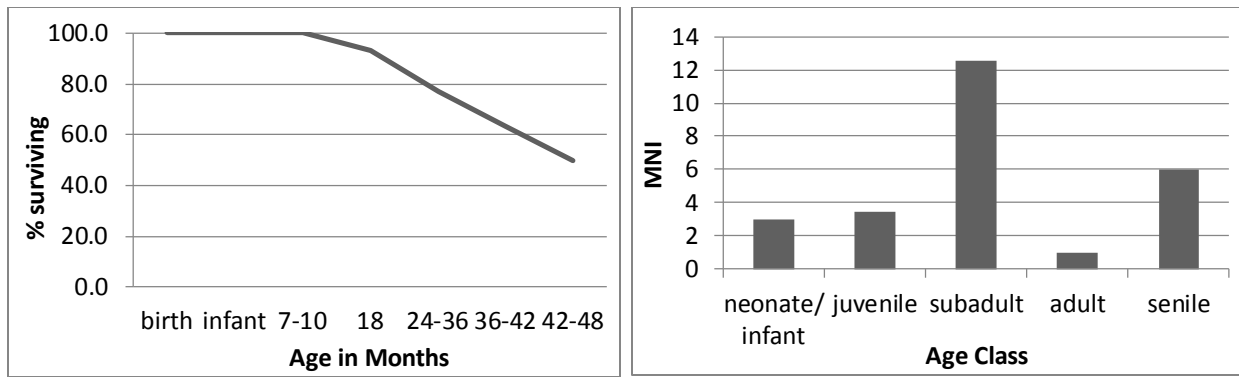 100.0
80.0
60.0
40.0
20.0
0.0
% surviving
birth infant 7-10 18 24-36 36-42 42-48
Age in Months
14
12
10
8
6
4
2
0
MNI
neonate/ juvenile subadult adult senile
infant
Age Class